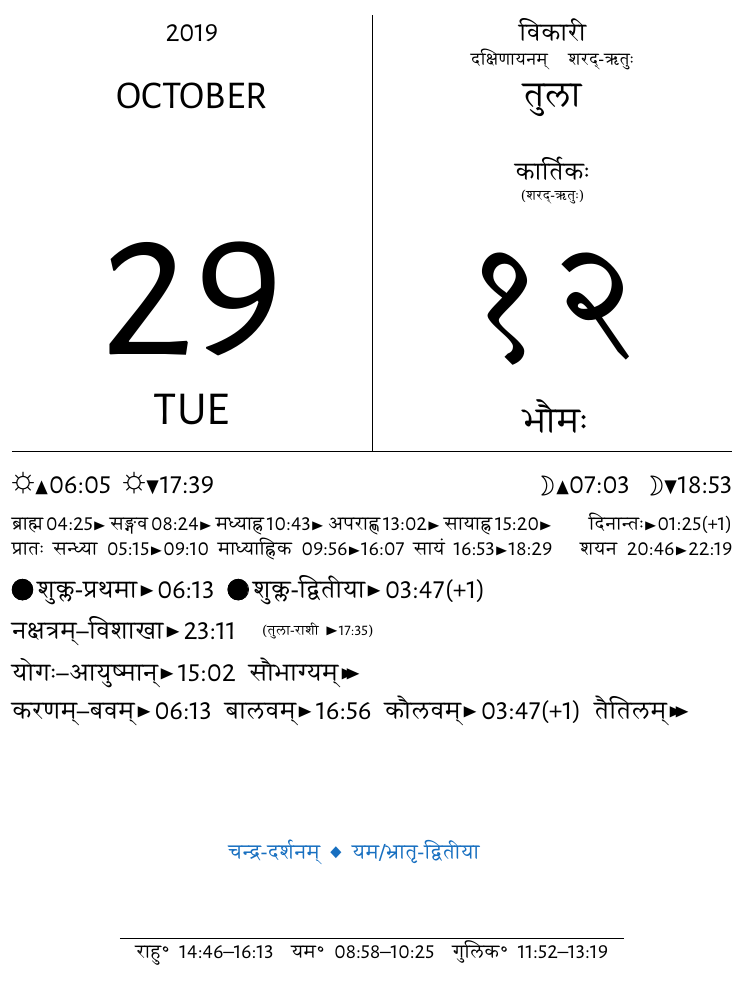 2019
OCTOBER
29
TUE
विकारी
दक्षिणायनम् शरद्-ऋतुः
तुला
कार्तिकः
(शरद्-ऋतुः)
१२
भौमः
☼▲06:05 ☼▼17:39 ☽▲07:03 ☽▼18:53
ब्राह्म 04:25► सङ्गव 08:24► मध्याह्न 10:43► अपराह्ण 13:02► सायाह्न 15:20► दिनान्तः►01:25(+1)
प्रातः सन्ध्या 05:15►09:10 माध्याह्निक 09:56►16:07 सायं 16:53►18:29 शयन 20:46►22:19
●शुक्ल-प्रथमा►06:13 ●शुक्ल-द्वितीया►03:47(+1)
नक्षत्रम्–विशाखा►23:11 (तुला-राशी ►17:35)
योगः–आयुष्मान्►15:02 सौभाग्यम्►►
करणम्–बवम्►06:13 बालवम्►16:56 कौलवम्►03:47(+1) तैतिलम्►►
चन्द्र-दर्शनम् ◆ यम/भ्रातृ-द्वितीया
राहु॰ 14:46–16:13 यम॰ 08:58–10:25 गुलिक॰ 11:52–13:19